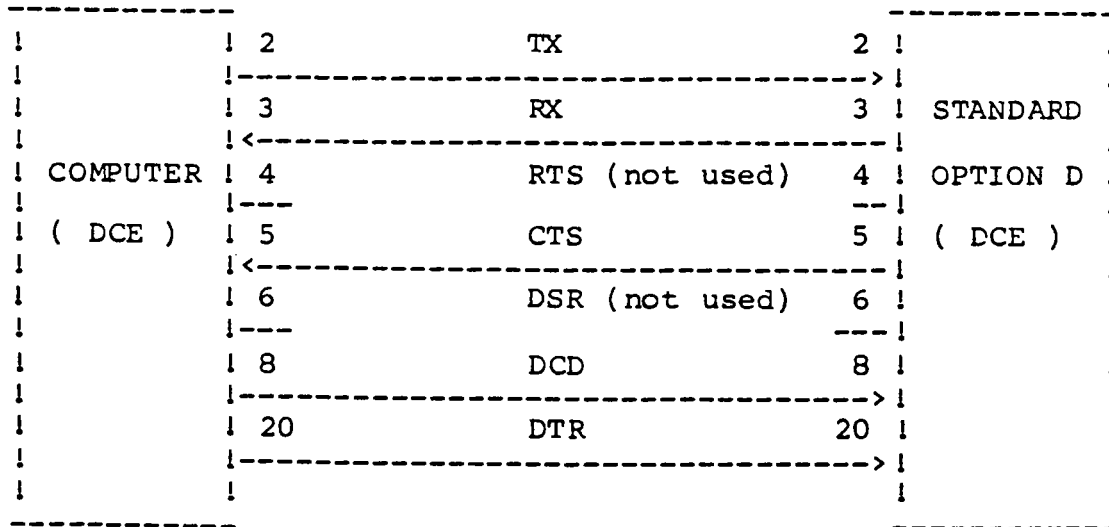 2 TX 2
3 RX 3 STANDARD
COMPUTER 4 RTS (not used) 4 OPTION D
( DCE ) 5 CTS 5 ( DCE )
6 DSR (not used) 6
8 DCD 8
20 DTR 20